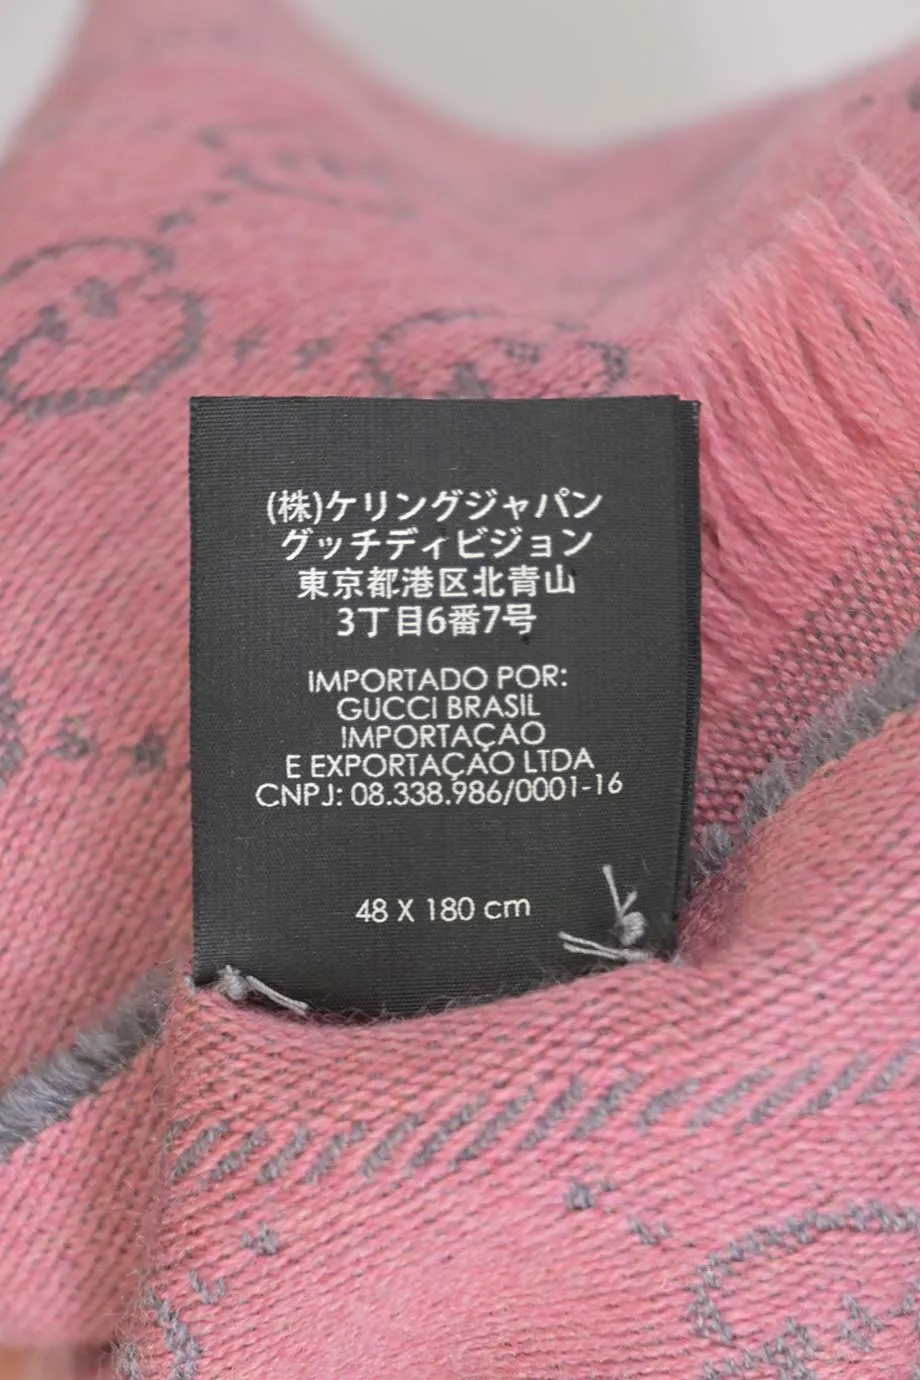 (株)ケリングジャパン
グッチディビジョン
東京都港区北青山
3丁目6番7号
IMPORTADO POR:
GUCCI BRASIL
IMPORTAÇAO
E EXPORTAÇAO LTDA
CNPJ: 08.338.986/0001-16
48 X 180 cm